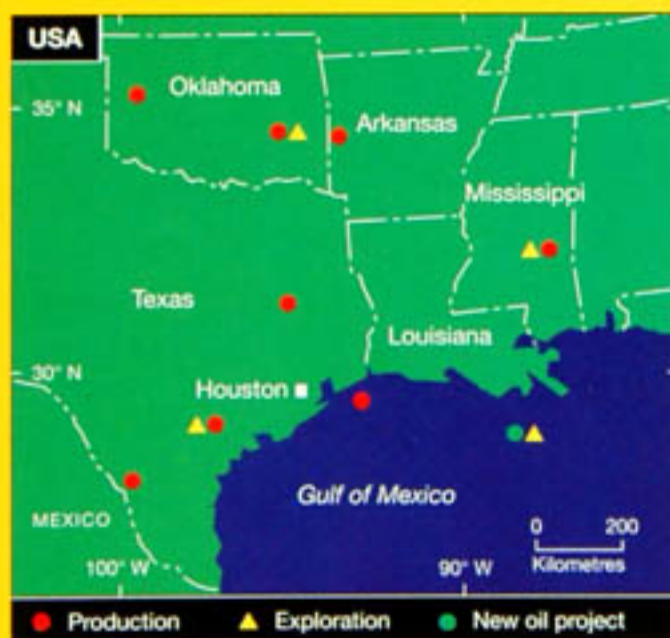 USA
Oklahoma
35° N
Arkansas
Mississippi
Texas
Louisiana
30° N
Houston
Gulf of Mexico
MEXICO
0 200
Kilometres
100° W
90° W
Production
Exploration
New oil project